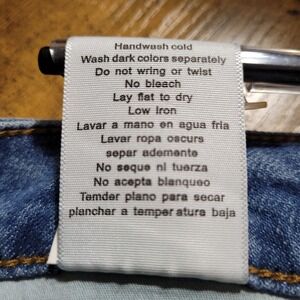 Handwash cold
Wash dark colors separately
Do not wring or twist
No bleach
Lay flat to dry
Low Iron
Lavar a mano en agua fria
Lavar ropa oscurs
separ ademente
No seque ni tuerza
No acepta blanqueo
Temder plano para secar
planchar a temper atura baja